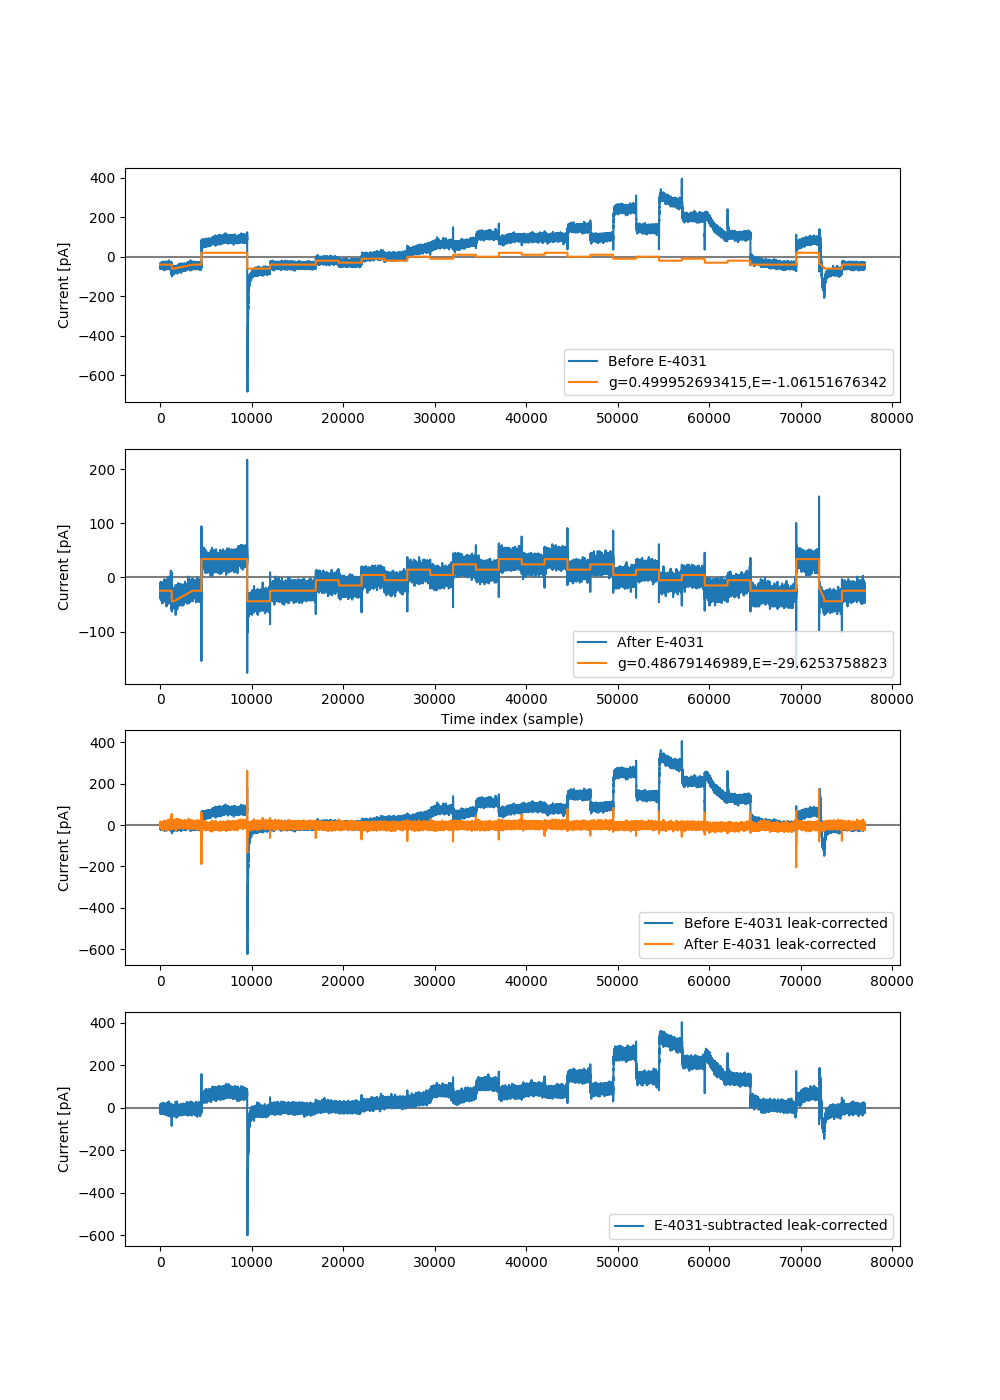 400
200
0
−200
−400
−600
Current [pA]
Before E-4031
g=0.499952693415,E=-1.06151676342
0 10000 20000 30000 40000 50000 60000 70000 80000
200
100
0
−100
Current [pA]
After E-4031
g=0.48679146989,E=-29.6253758823
0 10000 20000 30000 40000 50000 60000 70000 80000
Time index (sample)
400
200
0
−200
−400
−600
Current [pA]
Before E-4031 leak-corrected
After E-4031 leak-corrected
0 10000 20000 30000 40000 50000 60000 70000 80000
400
200
0
−200
−400
−600
Current [pA]
E-4031-subtracted leak-corrected
0 10000 20000 30000 40000 50000 60000 70000 80000